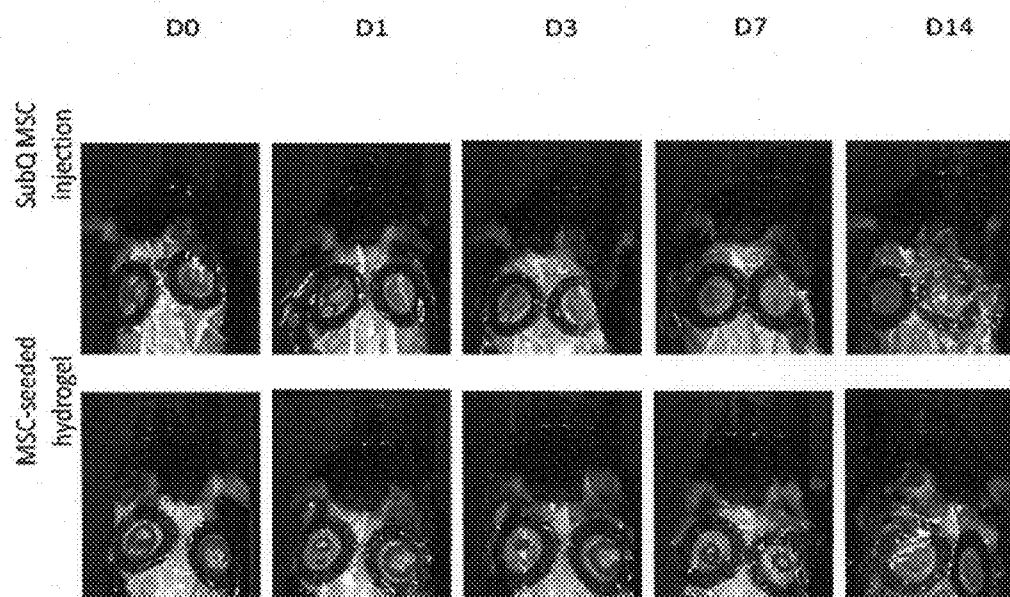 D0 D1 D3 D7 D14
SubQ MSC
injection
MSC-seeded
hydrogel